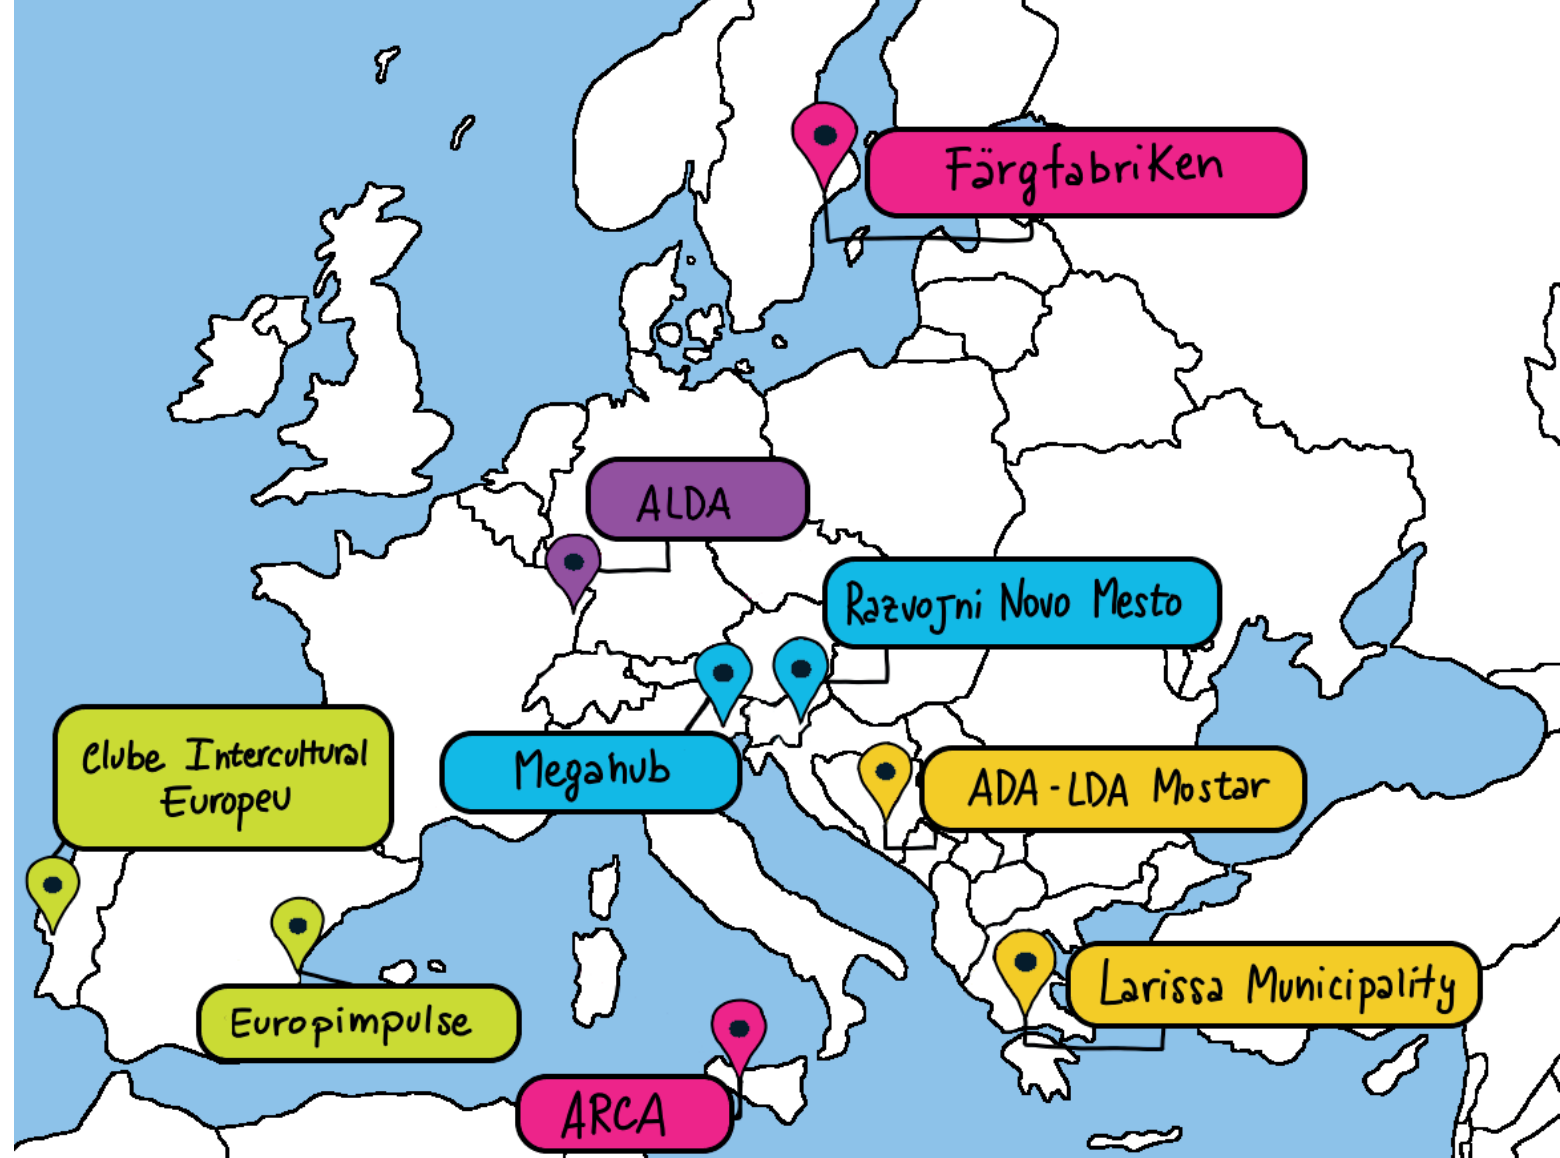 Färgfabriken
ALDA
Razvojni Novo Mesto
Clube Intercultural
Europeu
Megahub
ADA-LDA Mostar
Larissa Municipality
Europimpulse
ARCA